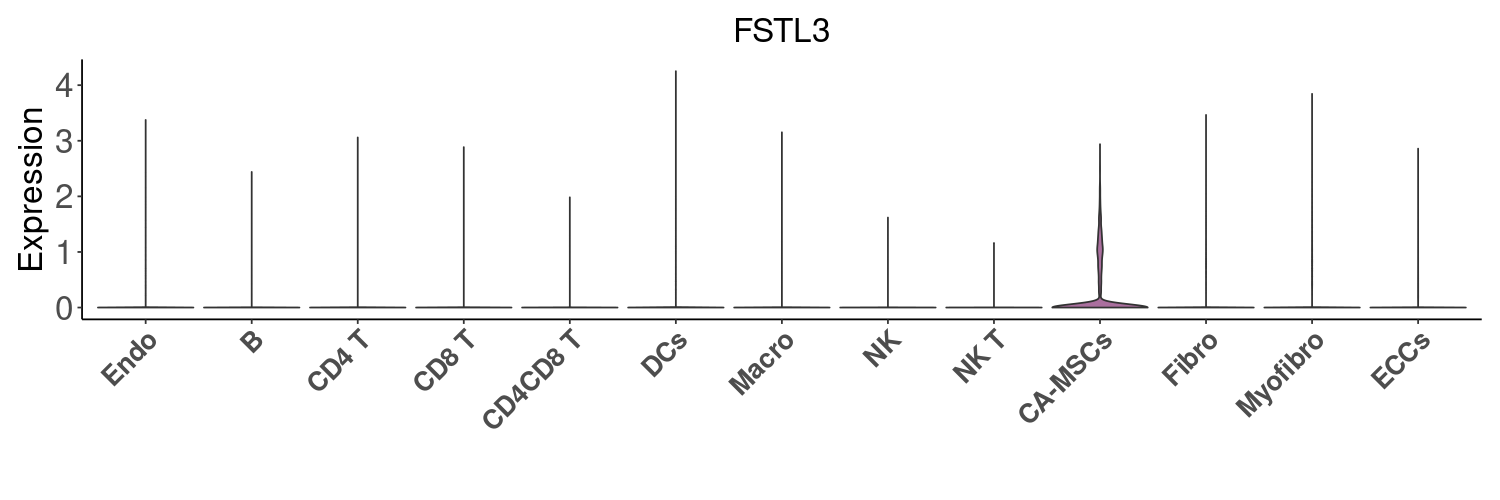 FSTL3
Expression
4
3
2
1
0
Endo
B
CD4 T
CD8 T
CD4CD8 T
DCs
Macro
NK
NK T
CA-MSCs
Fibro
Myofibro
ECCs